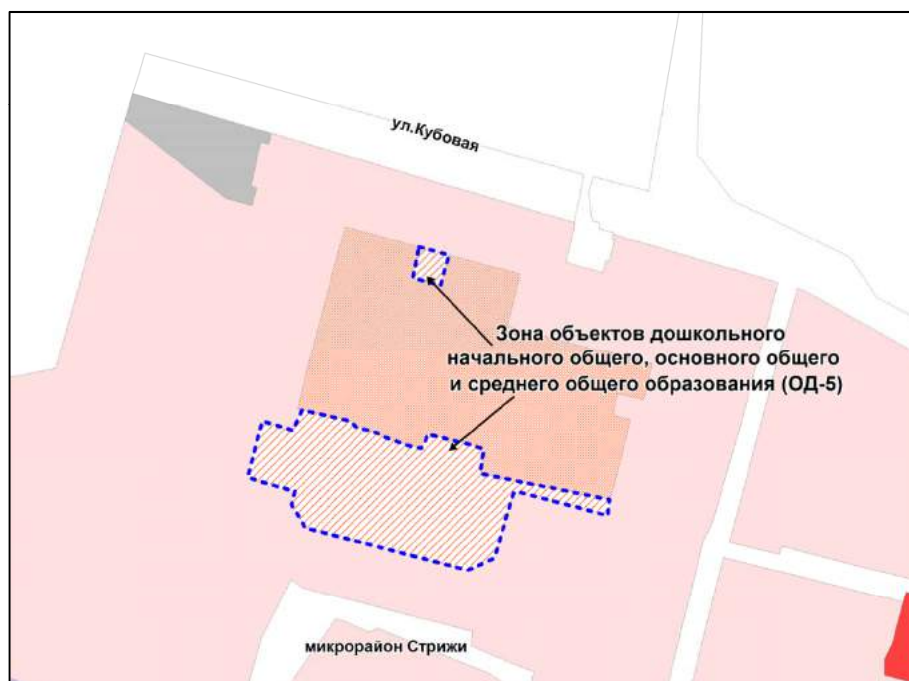 ул.Кубовая
Зона объектов дошкольного
начального общего, основного общего
и среднего общего образования (ОД-5)
микрорайон Стрижи